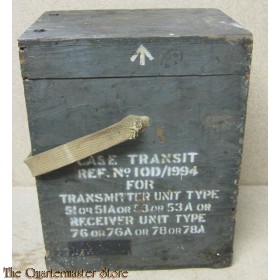 CASE TRANSIT
REF. No 10D/1994
FOR
TRANSMITTER UNIT TYPE
51 OR 51A OR 53 OR 53A OR
RECEIVER UNIT TYPE
76 OR 76A OR 78 OR 78A
The Quartermaster Store